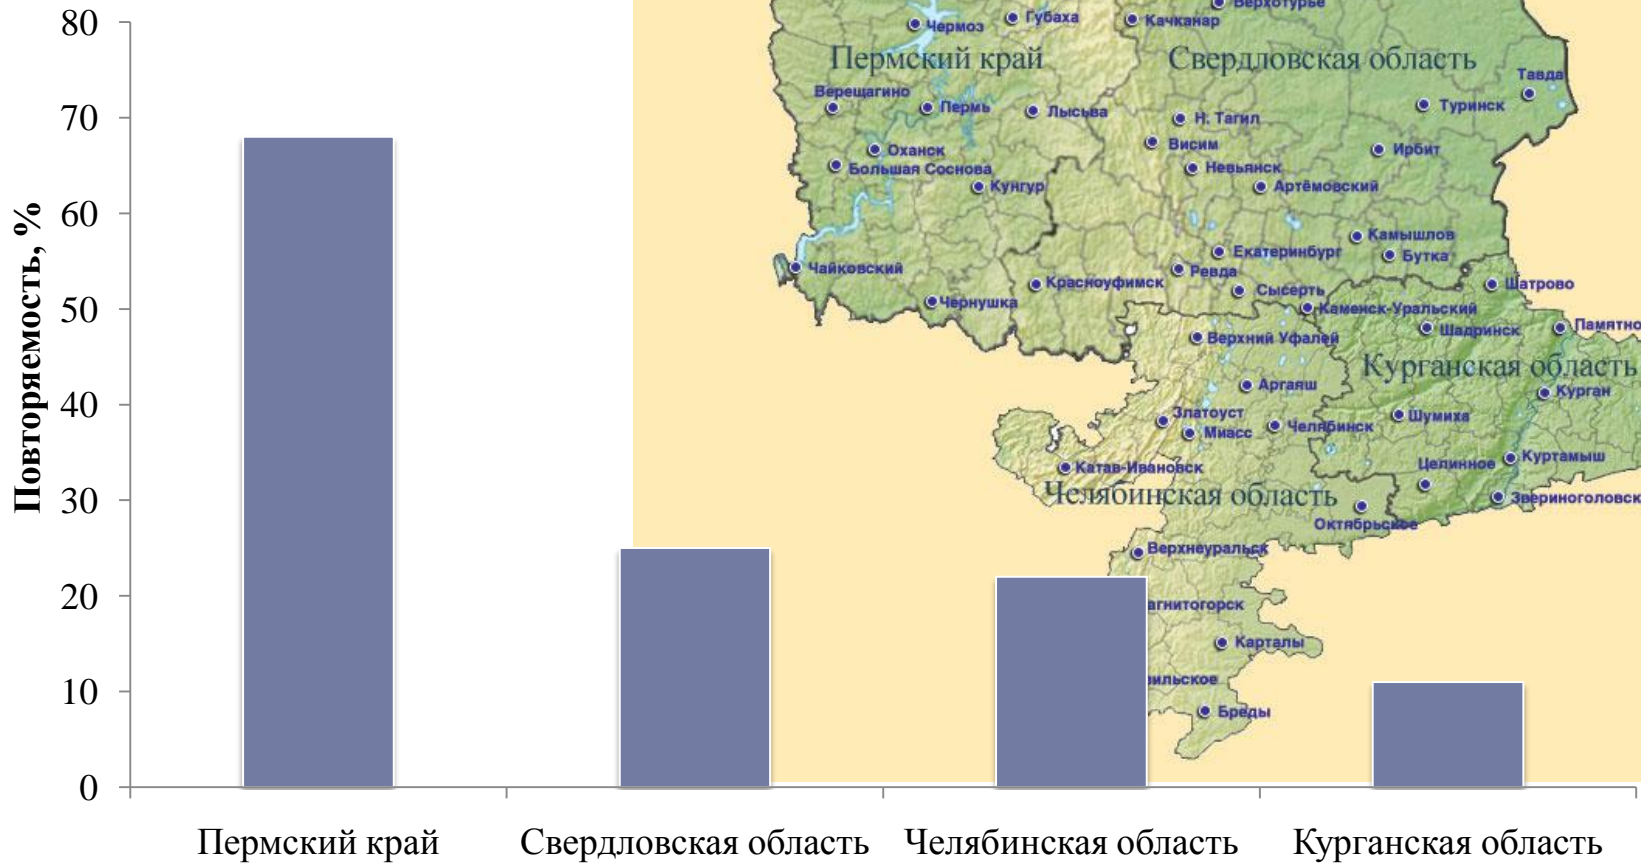 Повторяемость, %
80
70
60
50
40
30
20
10
0
Пермский край
Свердловская область
Челябинская область
Курганская область
Верхотурье
Чермоз
Губаха
Качканар
Пермский край
Свердловская область
Тавда
Верещагино
Пермь
Лысьва
Туринск
Н. Тагил
Висим
Оханск
Ирбит
Большая Соснова
Невьянск
Кунгур
Артёмовский
Камышлов
Екатеринбург
Бутка
Чайковский
Ревда
Красноуфимск
Сысерть
Шатрово
Чернушка
Каменск-Уральский
Шадринск
Памятно
Верхний Уфалей
Курганская область
Аргаяш
Курган
Златоуст
Шумиха
Миасс
Челябинск
Куртамыш
Целинное
Катав-Ивановск
Челябинская область
Звериноголовск
Октябрьское
Верхнеуральск
агнитогорск
Карталы
зильское
Бреды